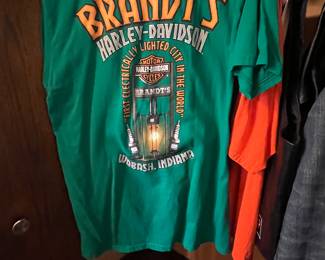 BRANDT'S
HARLEY-DAVIDSON
"FIRST ELECTRICALLY LIGHTED CITY IN THE WORLD"
MOTOR
HARLEY-DAVIDSON
CYCLES
BRANDT'S
WABASH, INDIANA